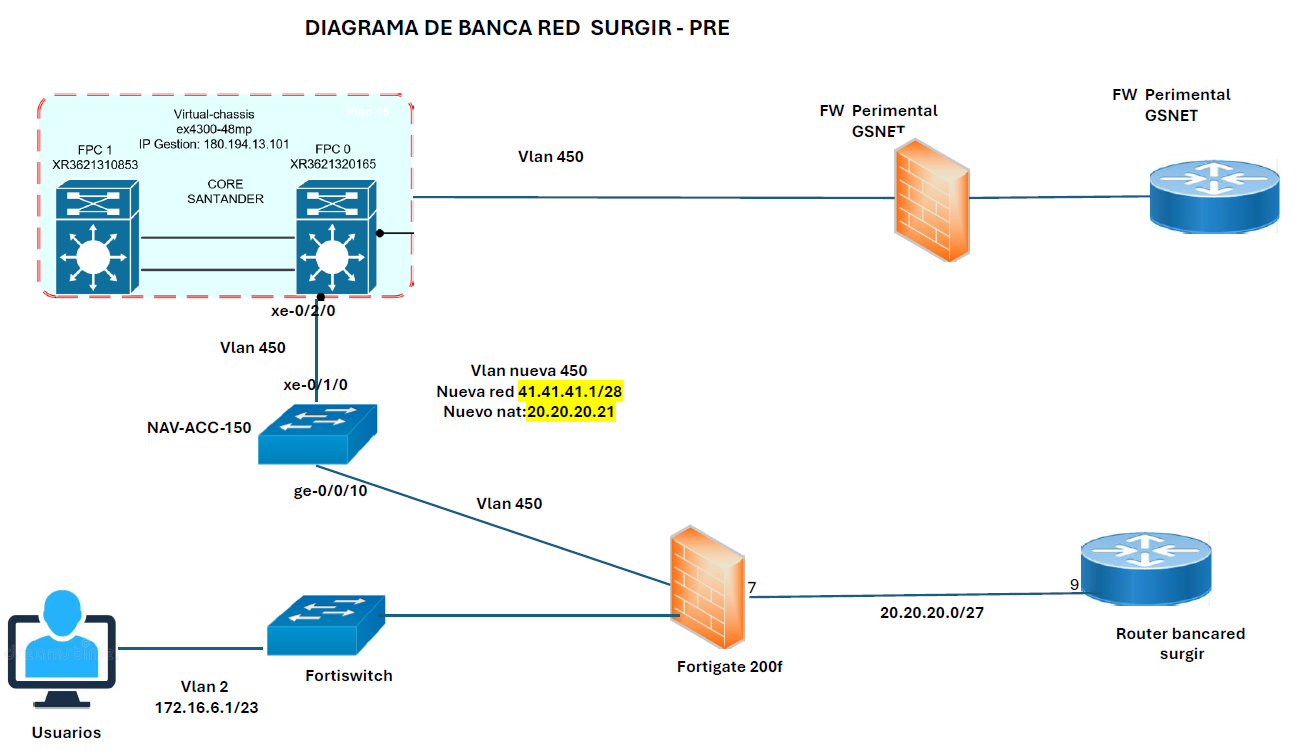 DIAGRAMA DE BANCA RED SURGIR - PRE
Virtual-chassis
ex4300-48mp
IP Gestion: 180.194.13.101
FPC 1
XR3621310853
FPC 0
XR3621320165
CORE
SANTANDER
Vlan 450
FW Perimental
GSNET
FW Perimental
GSNET
xe-0/2/0
Vlan 450
xe-0/1/0
NAV-ACC-150
ge-0/0/10
Vlan nueva 450
Nueva red 41.41.41.1/28
Nuevo nat:20.20.20.21
Vlan 450
7
9
20.20.20.0/27
Router bancared
surgir
Fortigate 200f
Fortiswitch
Vlan 2
172.16.6.1/23
Usuarios